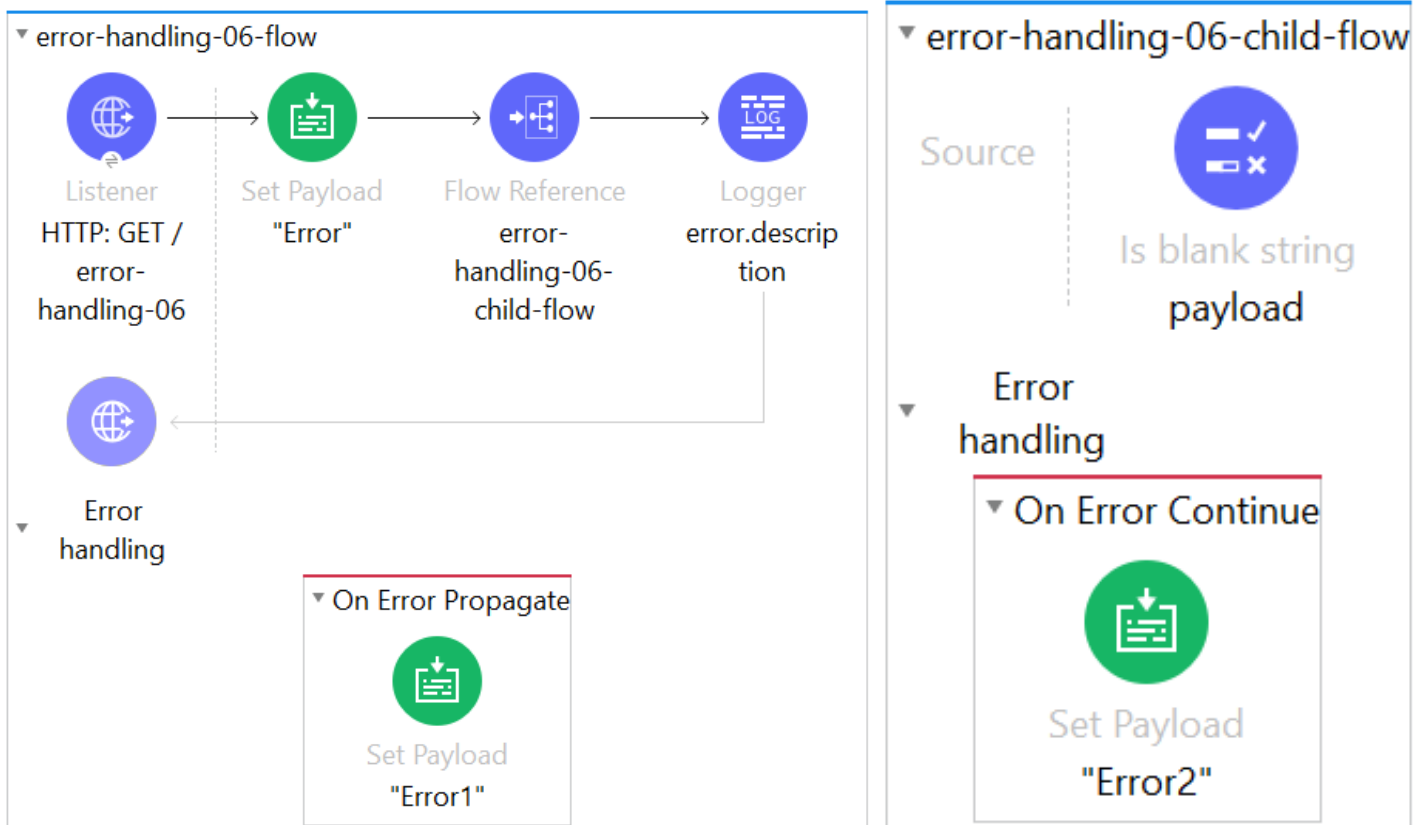 error-handling-06-flow
Listener
HTTP: GET /
error-
handling-06
Set Payload
"Error"
Flow Reference
error-
handling-06-
child-flow
LOG
Logger
error.descrip
tion
Error
handling
On Error Propagate
Set Payload
"Error1"
error-handling-06-child-flow
Source
Is blank string
payload
Error
handling
On Error Continue
Set Payload
"Error2"